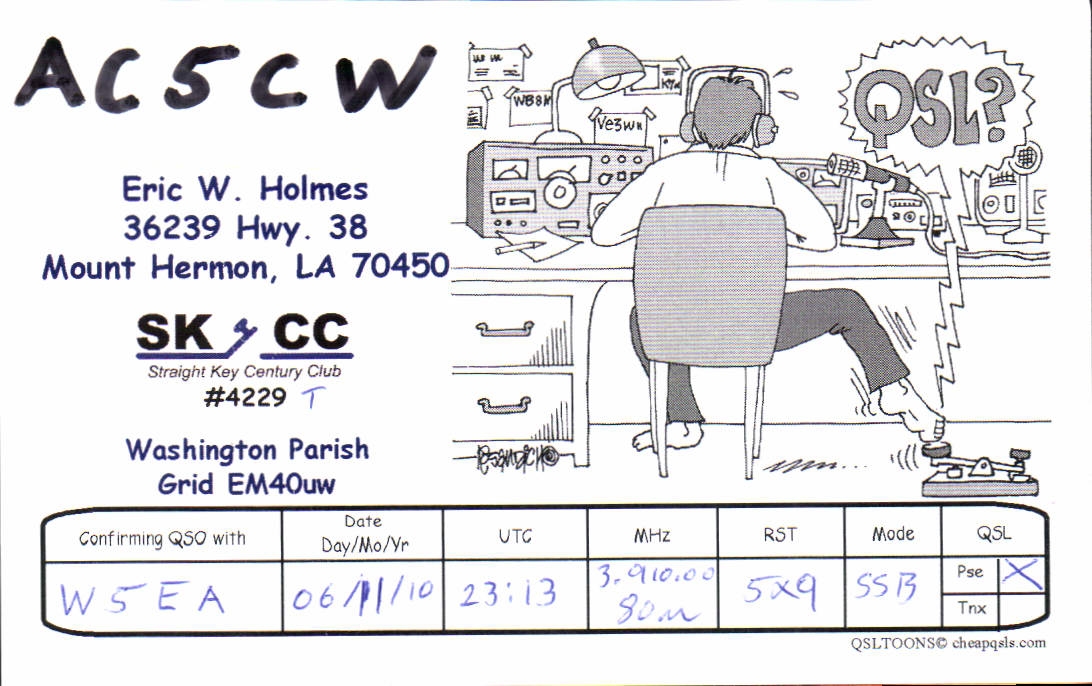 AC5CW
Eric W. Holmes
36239 Hwy. 38
Mount Hermon, LA 70450
SK CC
Straight Key Century Club
#4229 T
Washington Parish
Grid EM40uw
WB8
Ve3wn
QSL?
Confirming QSO with
Date
Day/Mo/Yr
UTC
MHz
RST
Mode
QSL
W5EA
06/11/10
23:13
3.910.00
80m
5x9
SSB
Pse X
Tnx
QSLTOONS© cheapqsls.com